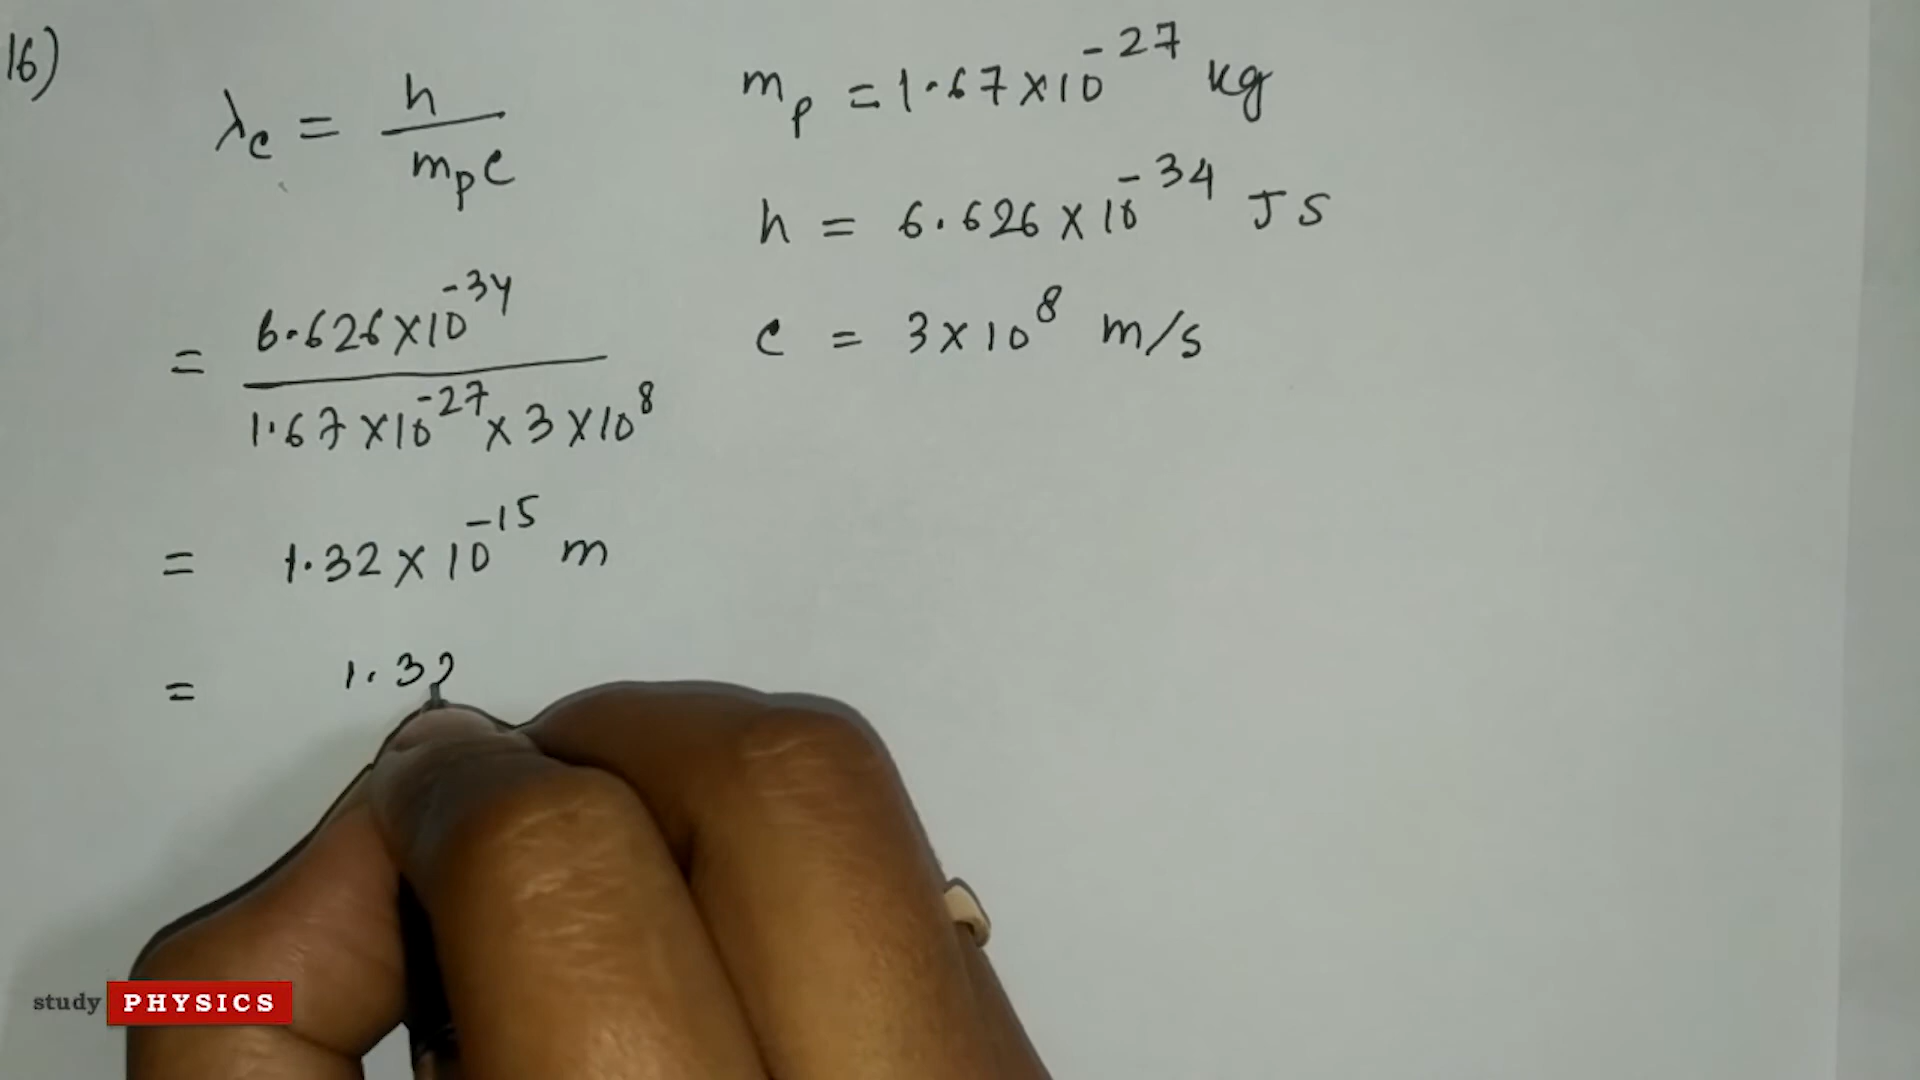 16)
λc = h / mpc
= 6.626×10^-34 / 1.67×10^-27 × 3×10^8
= 1.32×10^-15 m
= 1.32
mp = 1.67×10^-27 kg
h = 6.626×10^-34 JS
c = 3×10^8 m/s
study PHYSICS